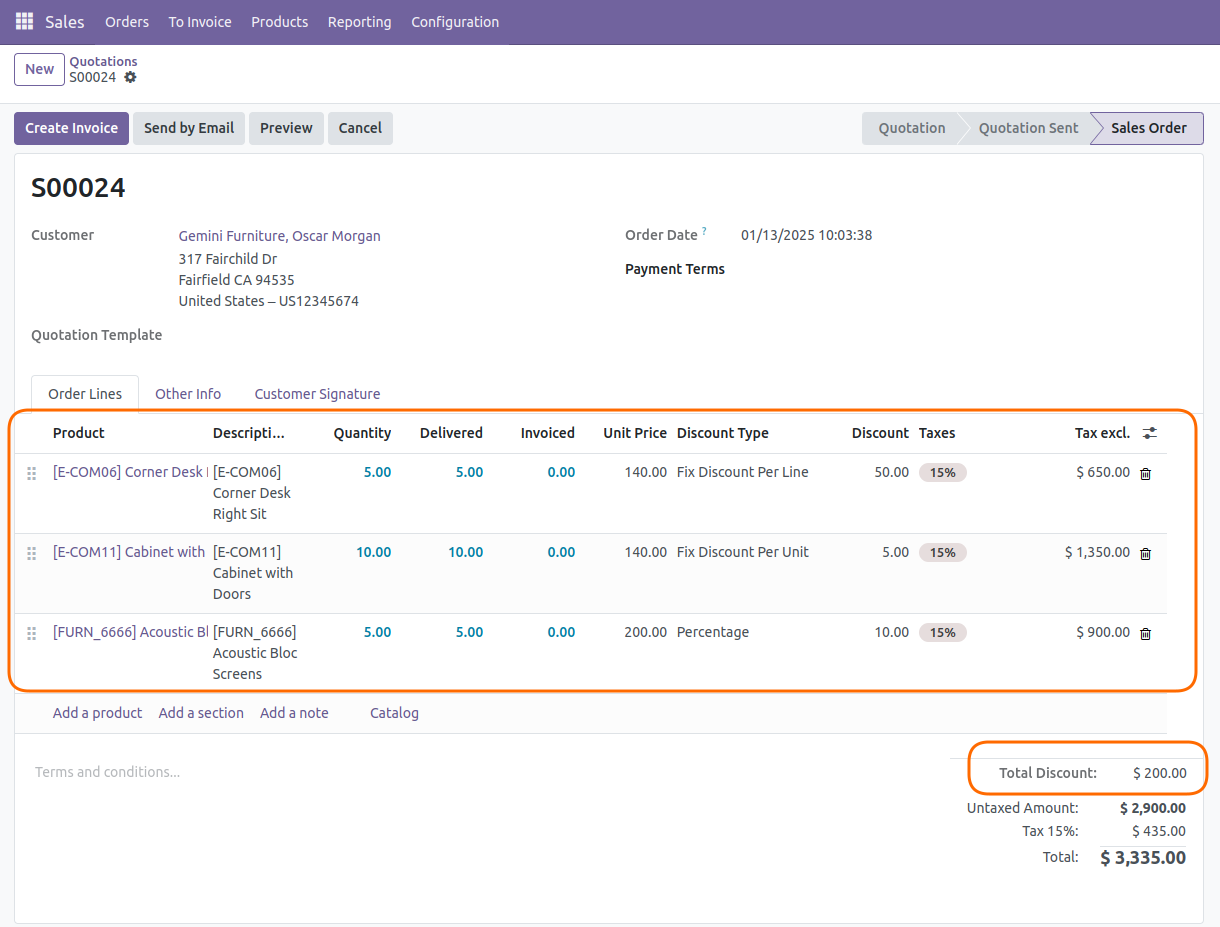 Sales Orders To Invoice Products Reporting Configuration
New Quotations
S00024
Create Invoice Send by Email Preview Cancel Quotation Quotation Sent Sales Order
S00024
Customer Gemini Furniture, Oscar Morgan Order Date ? 01/13/2025 10:03:38
317 Fairchild Dr Payment Terms
Fairfield CA 94535
United States – US12345674
Quotation Template
Order Lines Other Info Customer Signature
Product Descripti... Quantity Delivered Invoiced Unit Price Discount Type Discount Taxes Tax excl.
[E-COM06] Corner Desk [E-COM06] 5.00 5.00 0.00 140.00 Fix Discount Per Line 50.00 15% $ 650.00
Corner Desk
Right Sit
[E-COM11] Cabinet with [E-COM11] 10.00 10.00 0.00 140.00 Fix Discount Per Unit 5.00 15% $ 1,350.00
Cabinet with
Doors
[FURN_6666] Acoustic Bl [FURN_6666] 5.00 5.00 0.00 200.00 Percentage 10.00 15% $ 900.00
Acoustic Bloc
Screens
Add a product Add a section Add a note Catalog
Terms and conditions... Total Discount: $ 200.00
Untaxed Amount: $ 2,900.00
Tax 15%: $ 435.00
Total: $ 3,335.00